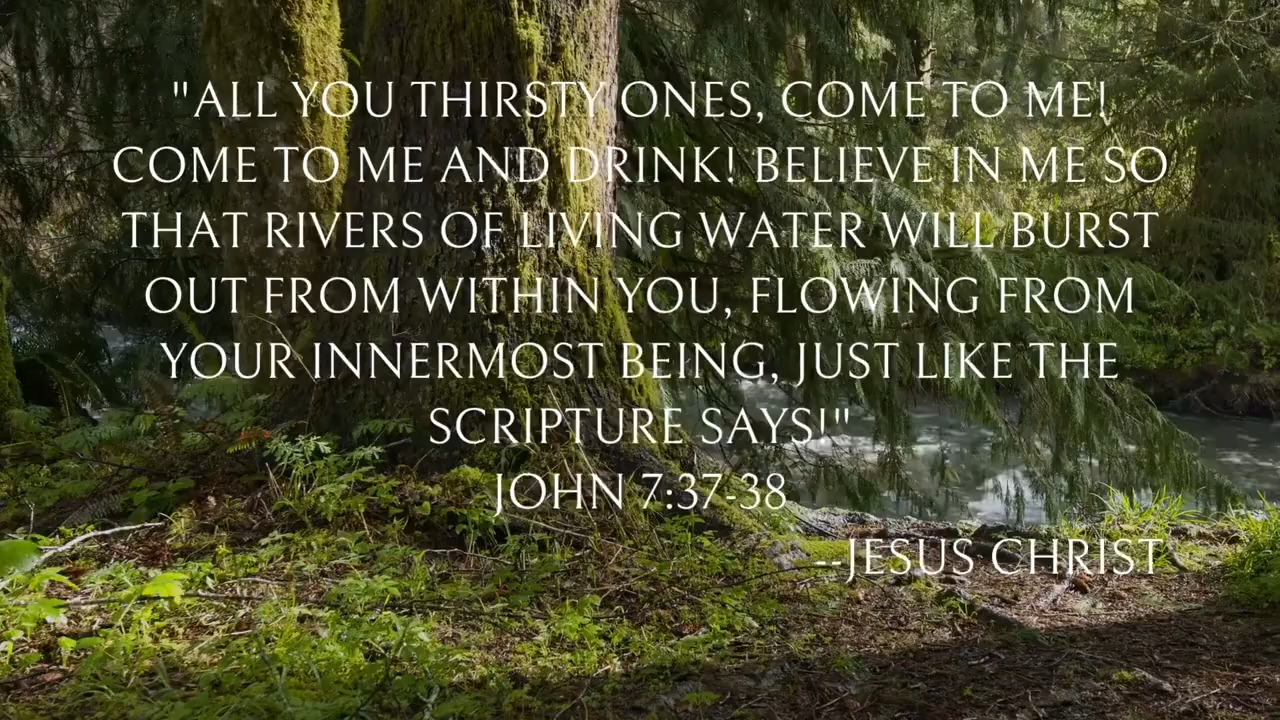 "ALL YOU THIRSTY ONES, COME TO ME!
COME TO ME AND DRINK! BELIEVE IN ME SO
THAT RIVERS OF LIVING WATER WILL BURST
OUT FROM WITHIN YOU, FLOWING FROM
YOUR INNERMOST BEING, JUST LIKE THE
SCRIPTURE SAYS!"
JOHN 7:37-38
--JESUS CHRIST